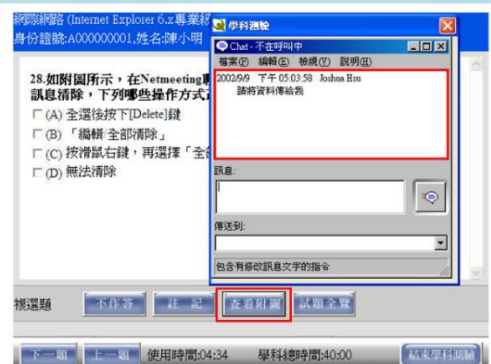 網際網路 (Internet Explorer 6.x專業級
身份證號:A000000001,姓名:陳小明
28.如附圖所示,在Netmeeting
訊息清除,下列哪些操作方式
(A) 全選後按下[Delete]鍵
(B) 「編輯/全部清除」
(C) 按滑鼠右鍵,再選擇「全
(D) 無法清除
學科測驗
Chat - 不在呼叫中
檔案(F) 編輯(E) 檢視(V) 說明(H)
2002/9/9 下午 05:03:58 Joshua Hsu
請將資料傳給我
訊息:
傳送到:
包含有修改訊息文字的指令
複選題 不作答 註 記 查看附圖 試題全覽
下一題 上一題 使用時間:04:34 學科總時間:40:00 結束學科測驗